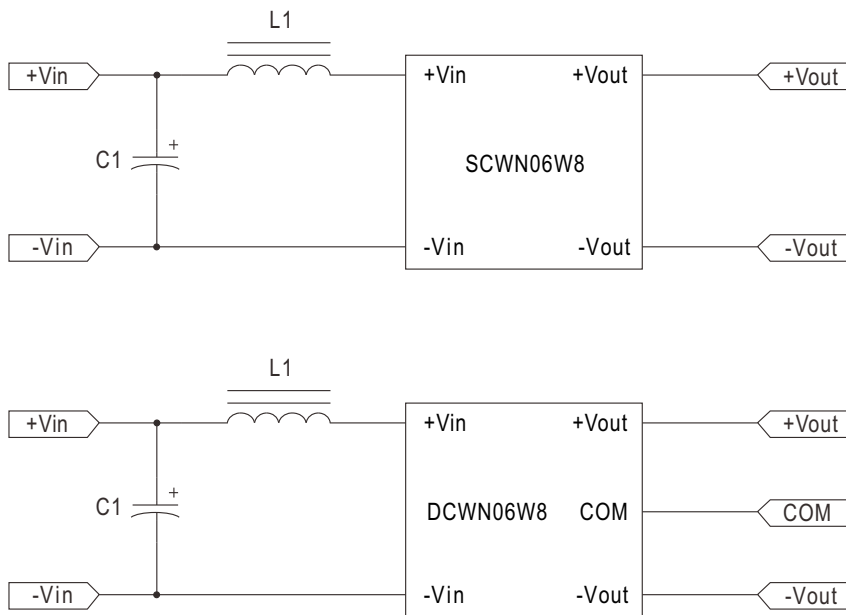 L1
+Vin +Vin +Vout +Vout
+
C1 SCWN06W8
-Vin -Vin -Vout -Vout
L1
+Vin +Vin +Vout +Vout
+
C1 DCWN06W8 COM COM
-Vin -Vin -Vout -Vout